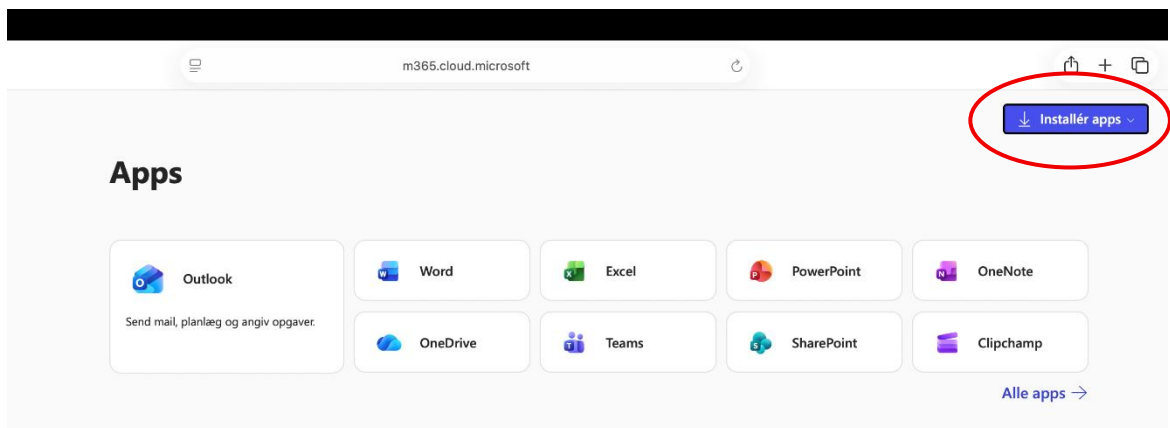 m365.cloud.microsoft
Installér apps
Apps
Outlook
Send mail, planlæg og angiv opgaver.
Word
Excel
PowerPoint
OneNote
OneDrive
Teams
SharePoint
Clipchamp
Alle apps →